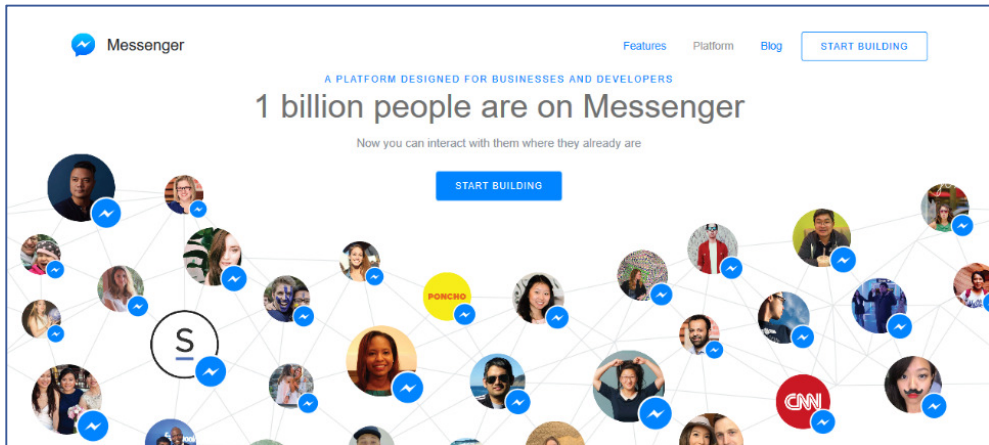 Messenger
Features Platform Blog START BUILDING
A PLATFORM DESIGNED FOR BUSINESSES AND DEVELOPERS
1 billion people are on Messenger
Now you can interact with them where they already are
START BUILDING
PONCHO
S
CNN